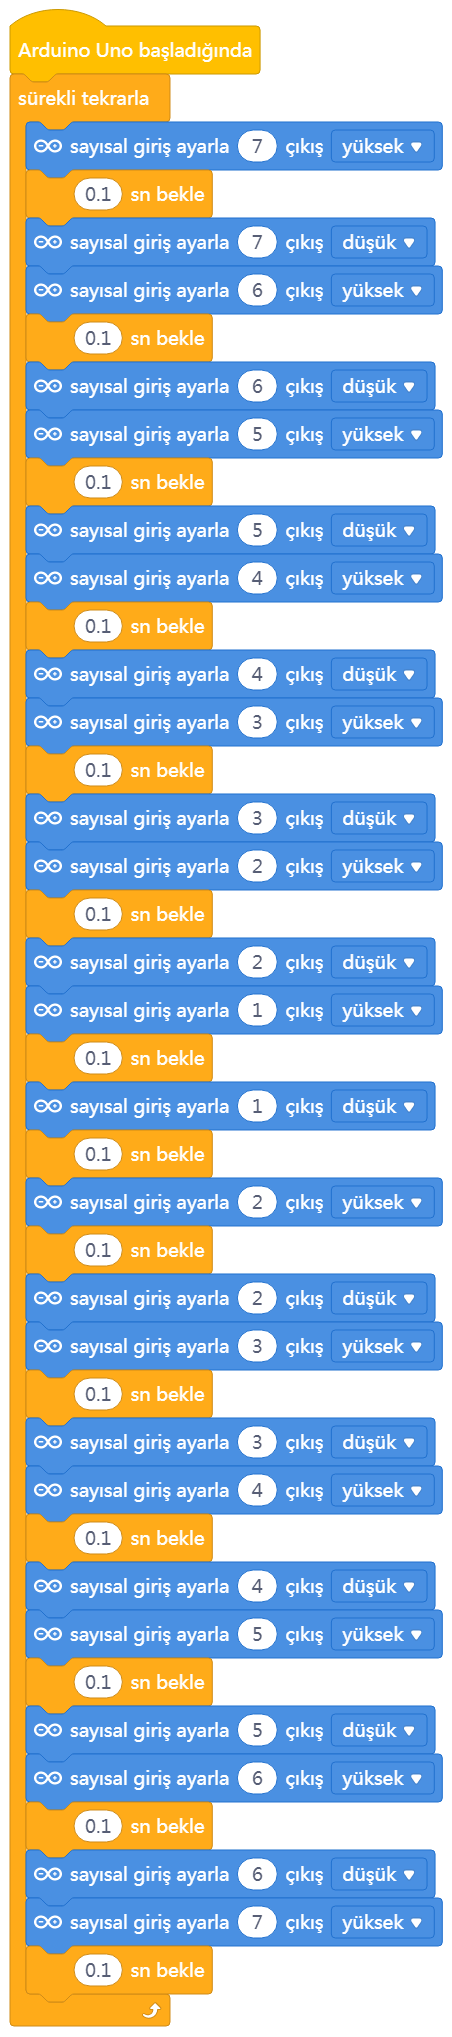 Arduino Uno başladığında
sürekli tekrarla
sayısal giriş ayarla 7 çıkış yüksek
0.1 sn bekle
sayısal giriş ayarla 7 çıkış düşük
sayısal giriş ayarla 6 çıkış yüksek
0.1 sn bekle
sayısal giriş ayarla 6 çıkış düşük
sayısal giriş ayarla 5 çıkış yüksek
0.1 sn bekle
sayısal giriş ayarla 5 çıkış düşük
sayısal giriş ayarla 4 çıkış yüksek
0.1 sn bekle
sayısal giriş ayarla 4 çıkış düşük
sayısal giriş ayarla 3 çıkış yüksek
0.1 sn bekle
sayısal giriş ayarla 3 çıkış düşük
sayısal giriş ayarla 2 çıkış yüksek
0.1 sn bekle
sayısal giriş ayarla 2 çıkış düşük
sayısal giriş ayarla 1 çıkış yüksek
0.1 sn bekle
sayısal giriş ayarla 1 çıkış düşük
0.1 sn bekle
sayısal giriş ayarla 2 çıkış yüksek
0.1 sn bekle
sayısal giriş ayarla 2 çıkış düşük
sayısal giriş ayarla 3 çıkış yüksek
0.1 sn bekle
sayısal giriş ayarla 3 çıkış düşük
sayısal giriş ayarla 4 çıkış yüksek
0.1 sn bekle
sayısal giriş ayarla 4 çıkış düşük
sayısal giriş ayarla 5 çıkış yüksek
0.1 sn bekle
sayısal giriş ayarla 5 çıkış düşük
sayısal giriş ayarla 6 çıkış yüksek
0.1 sn bekle
sayısal giriş ayarla 6 çıkış düşük
sayısal giriş ayarla 7 çıkış yüksek
0.1 sn bekle